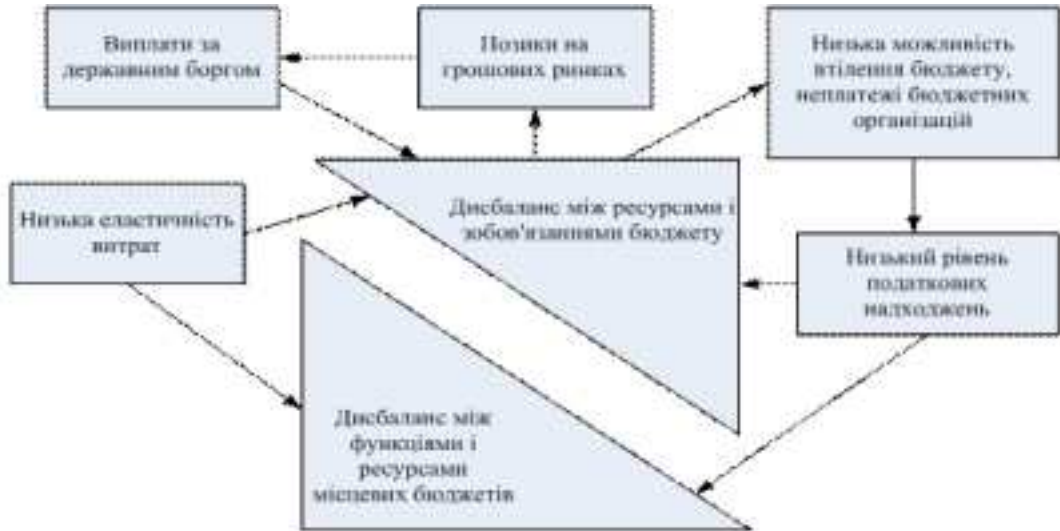 Виплати за
державним боргом
Позики на
грошових ринках
Низька можливість
втілення бюджету,
неплатежі бюджетних
організацій
Низька еластичність
витрат
Дисбаланс між ресурсами і
зобов'язаннями бюджету
Низький рівень
податкових
надходжень
Дисбаланс між
функціями і
ресурсами
місцевих бюджетів